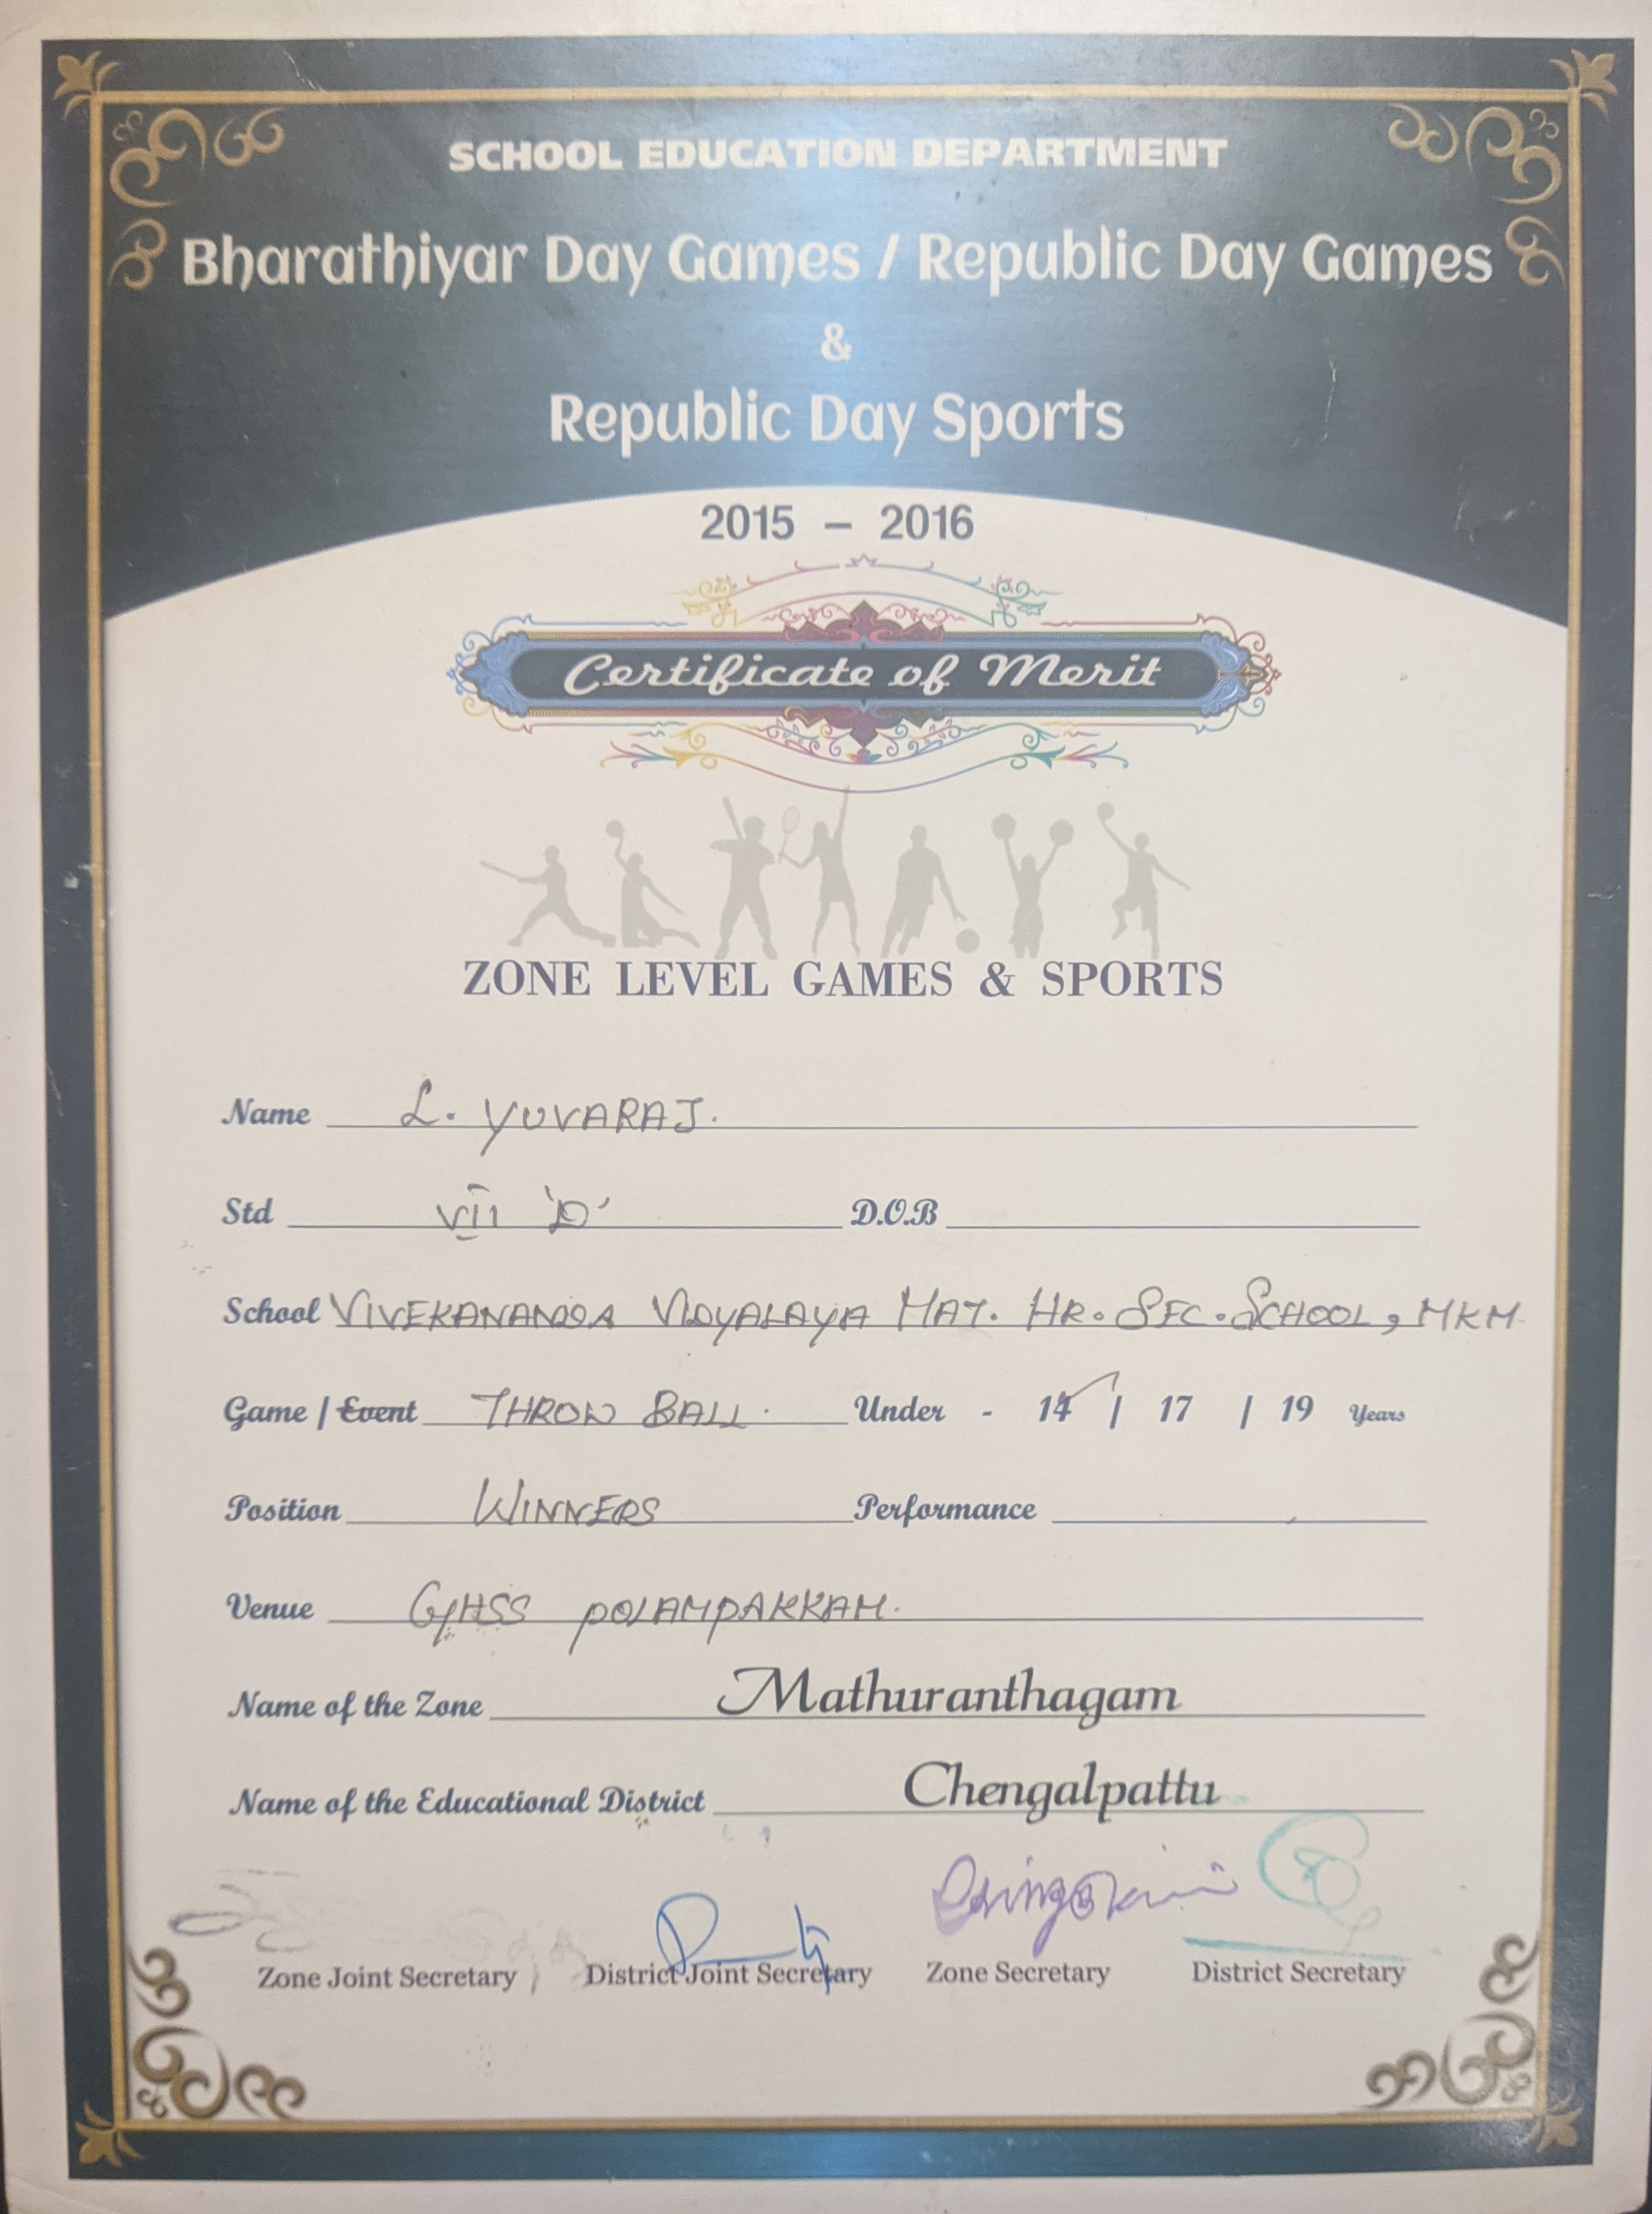 SCHOOL EDUCATION DEPARTMENT
Bharathiyar Day Games / Republic Day Games
&
Republic Day Sports
2015 – 2016
Certificate of Merit
ZONE LEVEL GAMES & SPORTS
Name L. YUVARAJ.
Std VII 'D' D.O.B
School VIVEKANANDA VIDYALAYA MAT. HR. SEC. SCHOOL, MKM
Game / Event THROW BALL. Under - 14 / 17 / 19 Years
Position WINNERS Performance
Venue GHSS POLAMPAKKAM.
Name of the Zone Mathuranthagam
Name of the Educational District Chengalpattu
Zone Joint Secretary District Joint Secretary Zone Secretary District Secretary